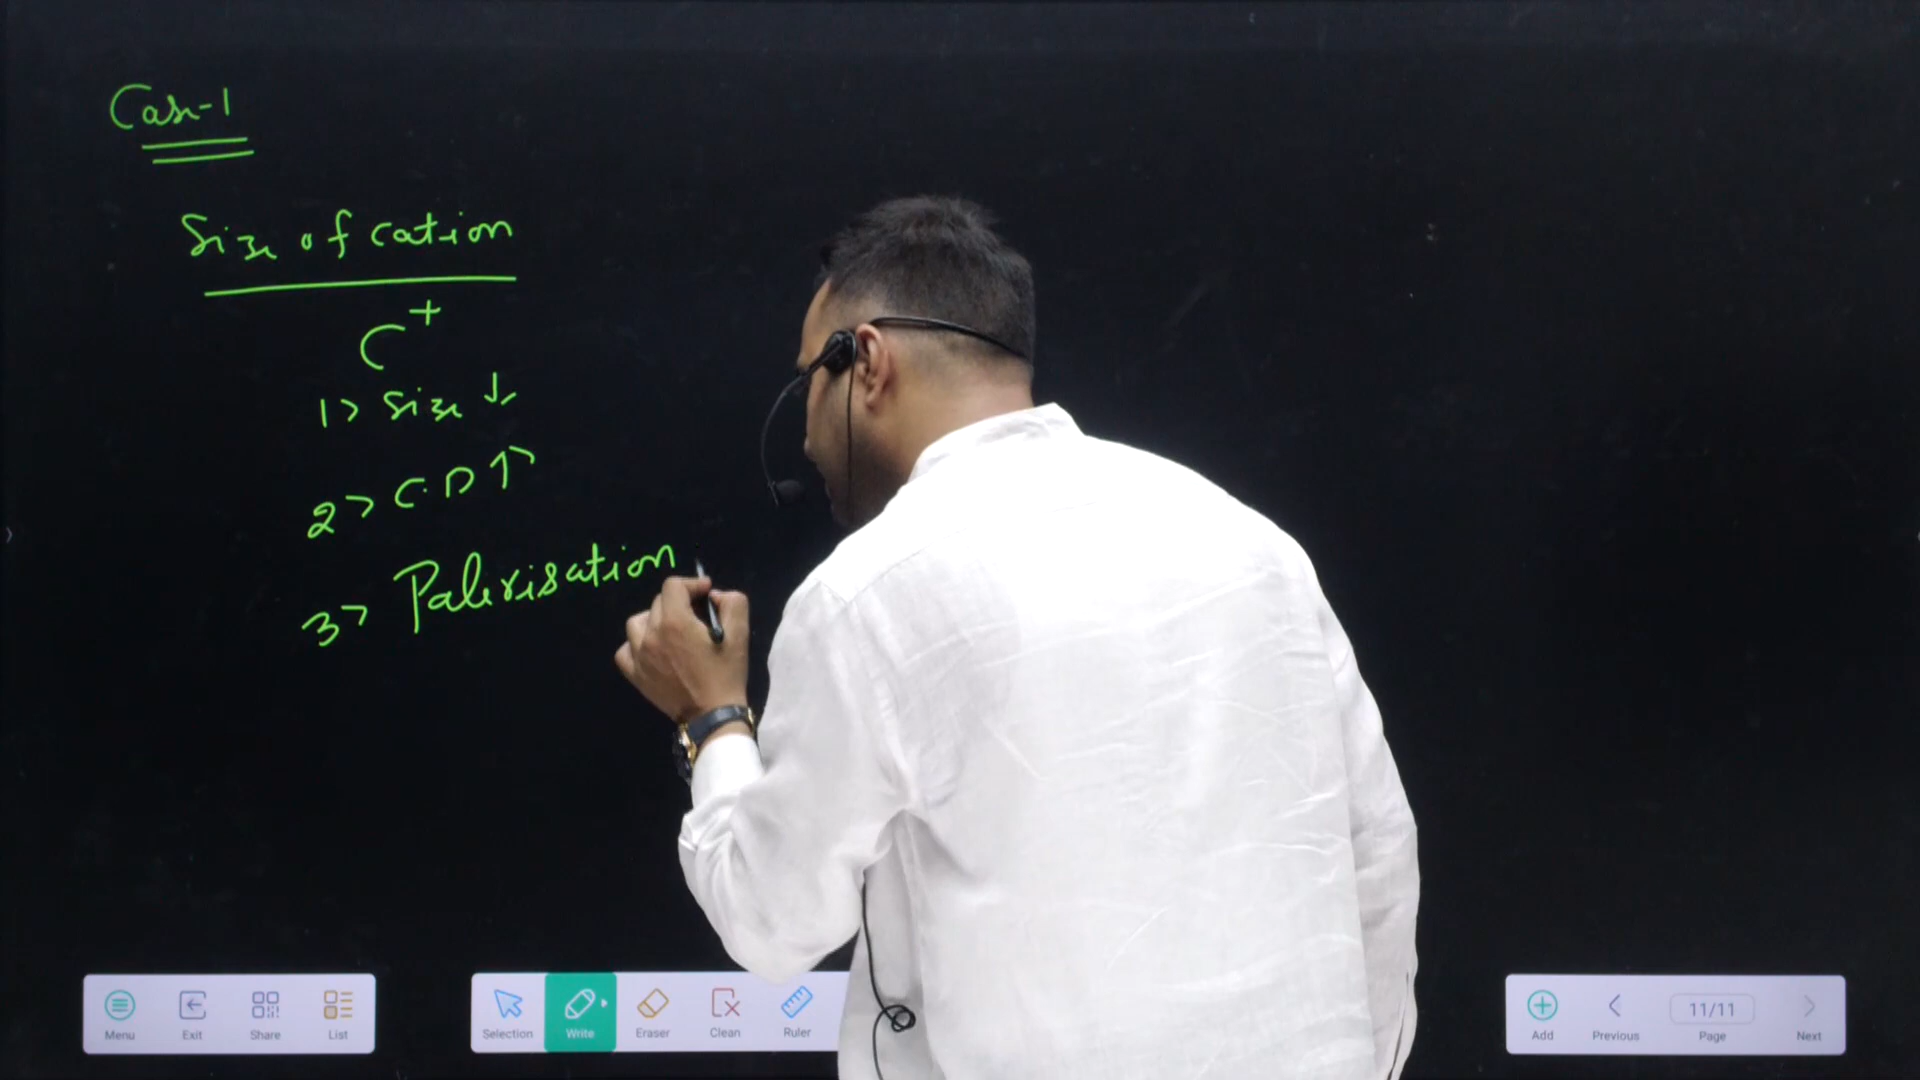 Case-1
Size of cation
C+
1> Size ↓
2> C.D ↑
3> Polarisation
Menu
Exit
Share
List
Selection
Write
Eraser
Clean
Ruler
Add
Previous
11/11
Page
Next